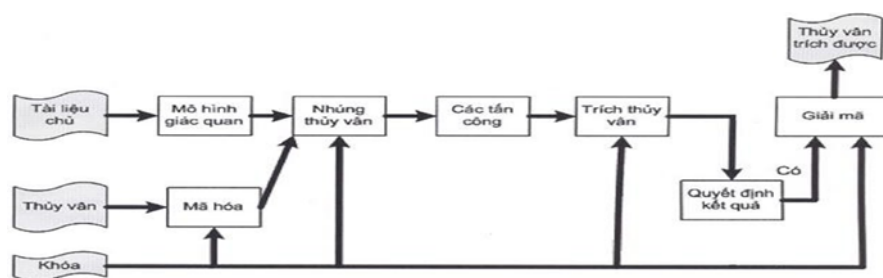 Thủy vân
trích được
Tài liệu
chủ
Mô hình
giác quan
Nhúng
thủy vân
Các tấn
công
Trích thủy
vân
Giải mã
Có
Thủy vân
Mã hóa
Quyết định
kết quả
Khóa